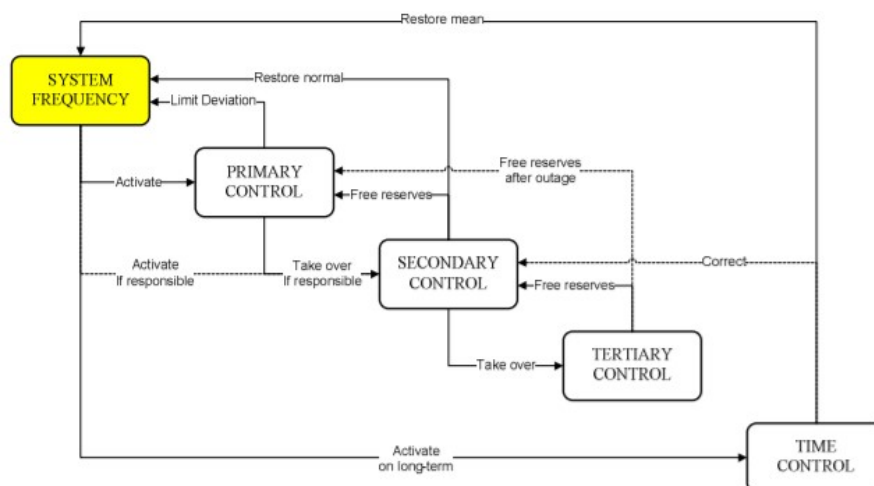 Restore mean
SYSTEM
FREQUENCY
Restore normal
Limit Deviation
PRIMARY
CONTROL
Free reserves
after outage
Activate
Free reserves
SECONDARY
CONTROL
Correct
Activate
If responsible
Take over
If responsible
Free reserves
TERTIARY
CONTROL
Take over
TIME
CONTROL
Activate
on long-term